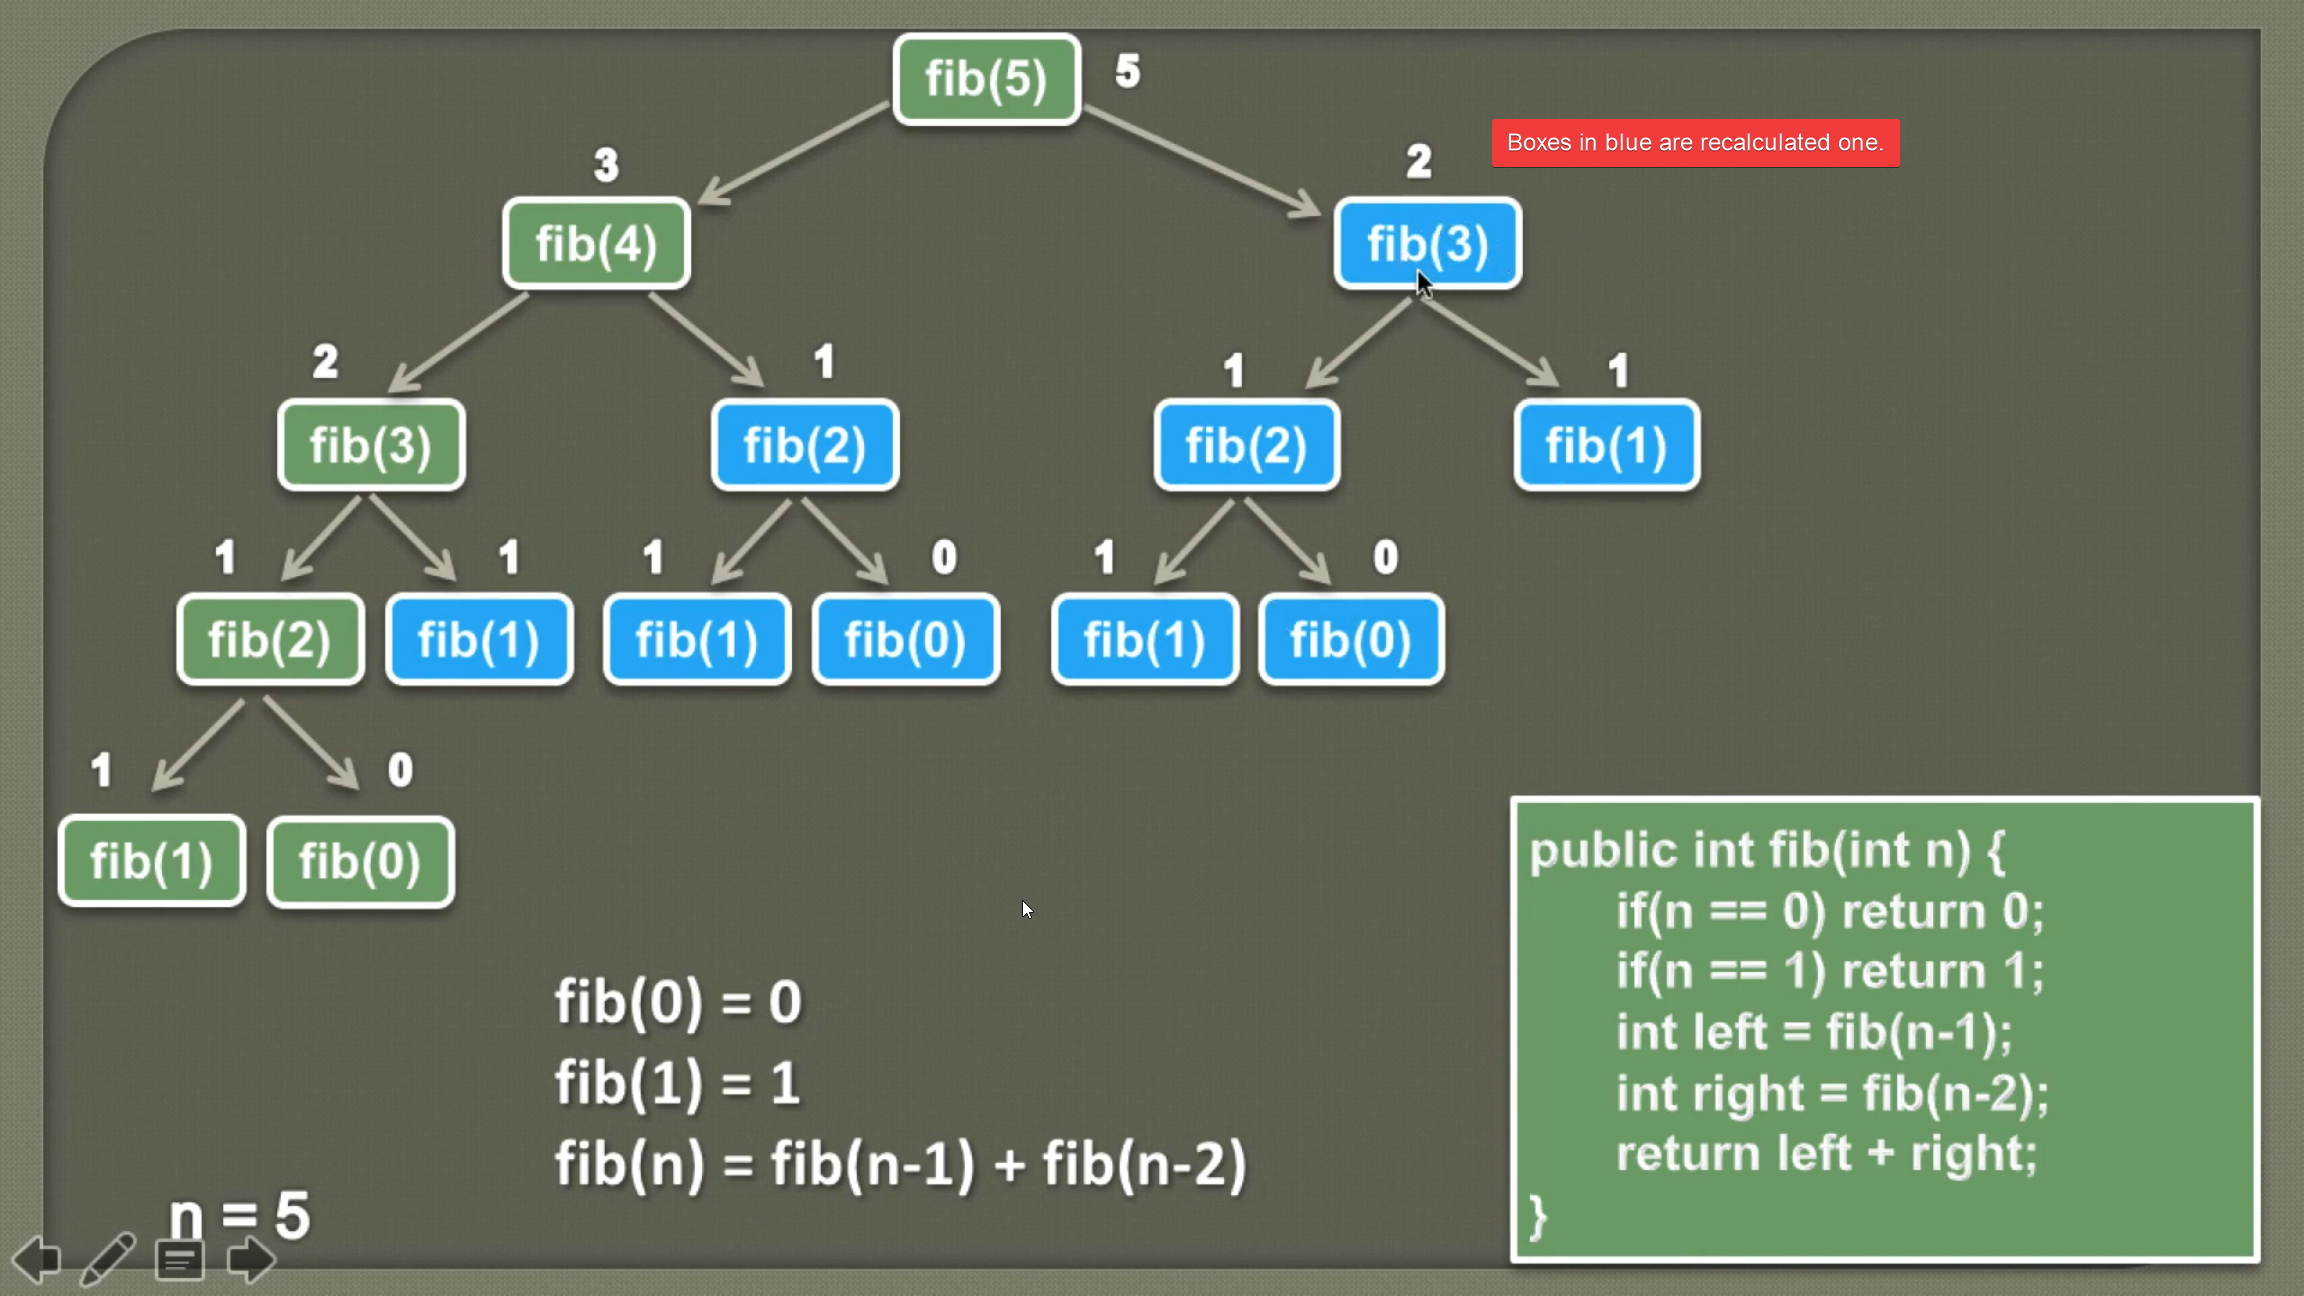 fib(5) 5
Boxes in blue are recalculated one.
3 2
fib(4) fib(3)
2 1 1 1
fib(3) fib(2) fib(2) fib(1)
1 1 1 0 1 0
fib(2) fib(1) fib(1) fib(0) fib(1) fib(0)
1 0
fib(1) fib(0)
fib(0) = 0
fib(1) = 1
fib(n) = fib(n-1) + fib(n-2)
n = 5
public int fib(int n) {
if(n == 0) return 0;
if(n == 1) return 1;
int left = fib(n-1);
int right = fib(n-2);
return left + right;
}